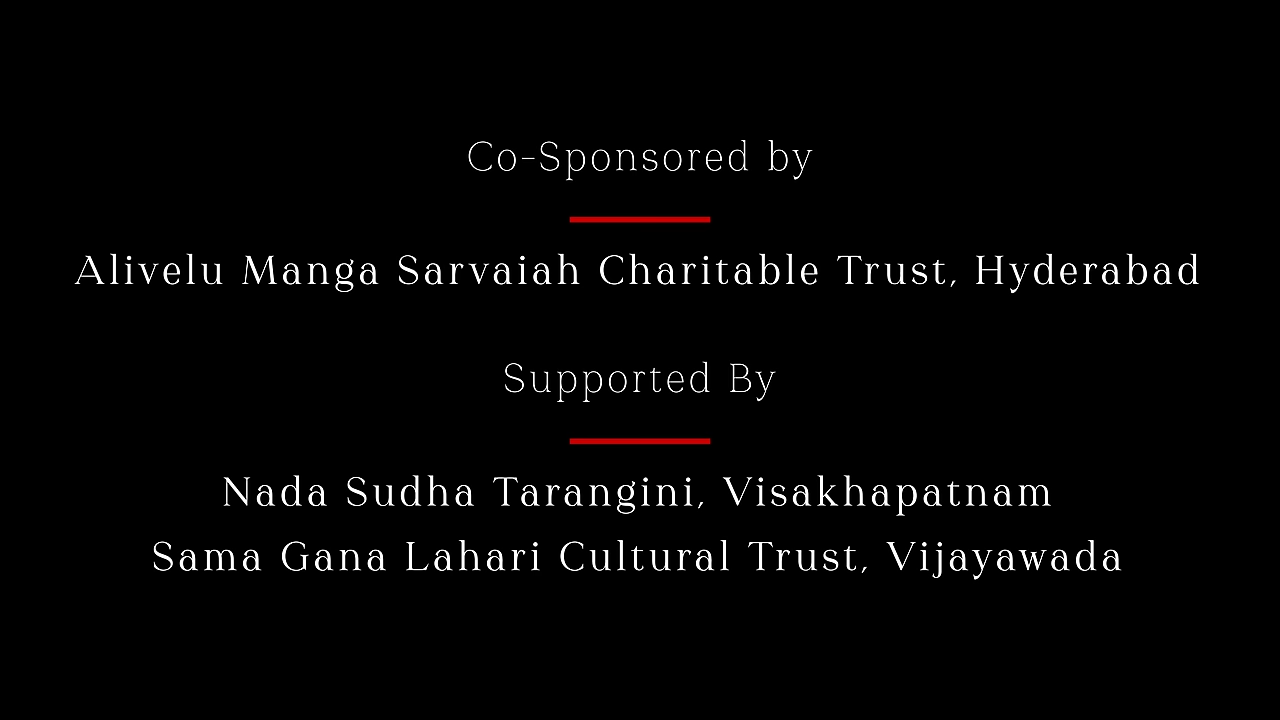 Co-Sponsored by
Alivelu Manga Sarvaiah Charitable Trust, Hyderabad
Supported By
Nada Sudha Tarangini, Visakhapatnam
Sama Gana Lahari Cultural Trust, Vijayawada